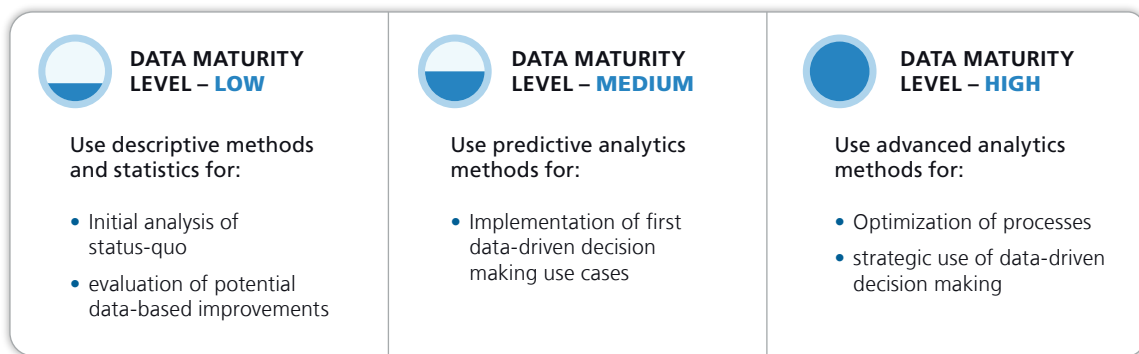 DATA MATURITY
LEVEL – LOW
Use descriptive methods
and statistics for:
• Initial analysis of
status-quo
• evaluation of potential
data-based improvements
DATA MATURITY
LEVEL – MEDIUM
Use predictive analytics
methods for:
• Implementation of first
data-driven decision
making use cases
DATA MATURITY
LEVEL – HIGH
Use advanced analytics
methods for:
• Optimization of processes
• strategic use of data-driven
decision making